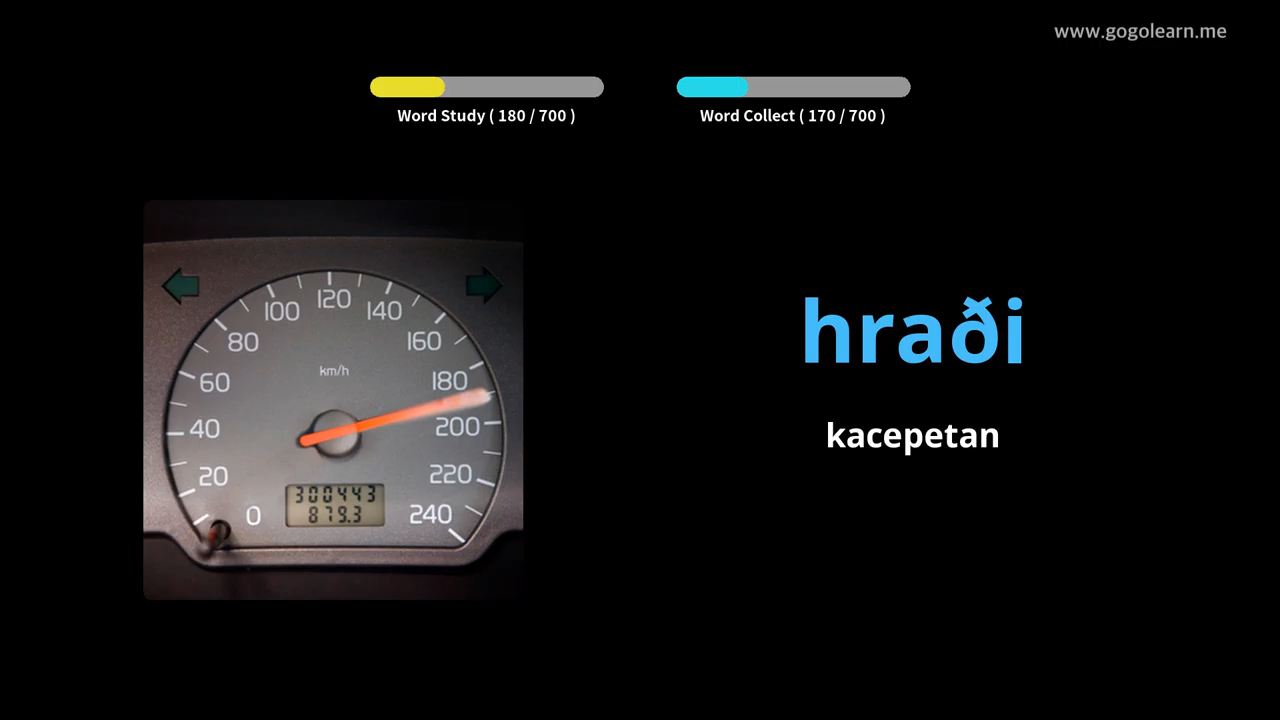 www.gogolearn.me
Word Study ( 180 / 700 )
Word Collect ( 170 / 700 )
hraði
kacepetan
0
20
40
60
80
100
120
140
160
180
200
220
240
km/h
300443
879.3